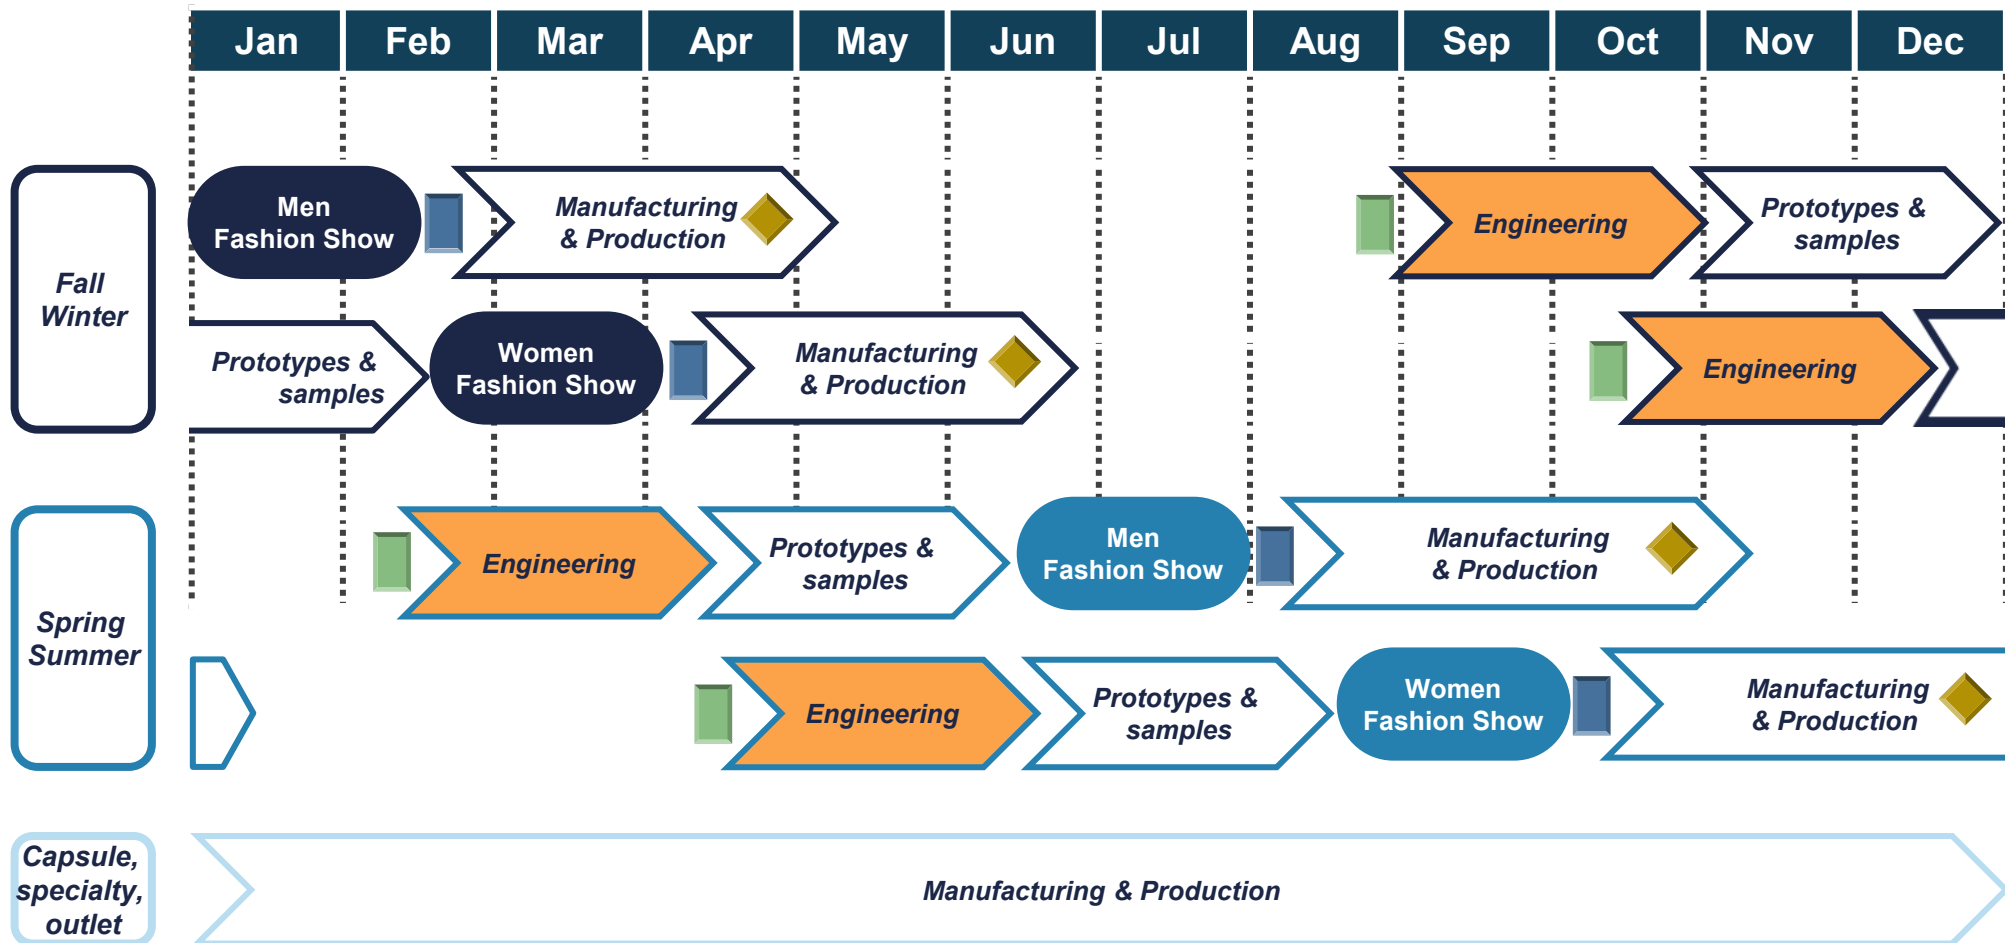 Jan Feb Mar Apr May Jun Jul Aug Sep Oct Nov Dec
Fall
Winter
Men
Fashion Show
Manufacturing
& Production
Engineering
Prototypes &
samples
Prototypes &
samples
Women
Fashion Show
Manufacturing
& Production
Engineering
Spring
Summer
Engineering
Prototypes &
samples
Men
Fashion Show
Manufacturing
& Production
Engineering
Prototypes &
samples
Women
Fashion Show
Manufacturing
& Production
Capsule,
specialty,
outlet
Manufacturing & Production